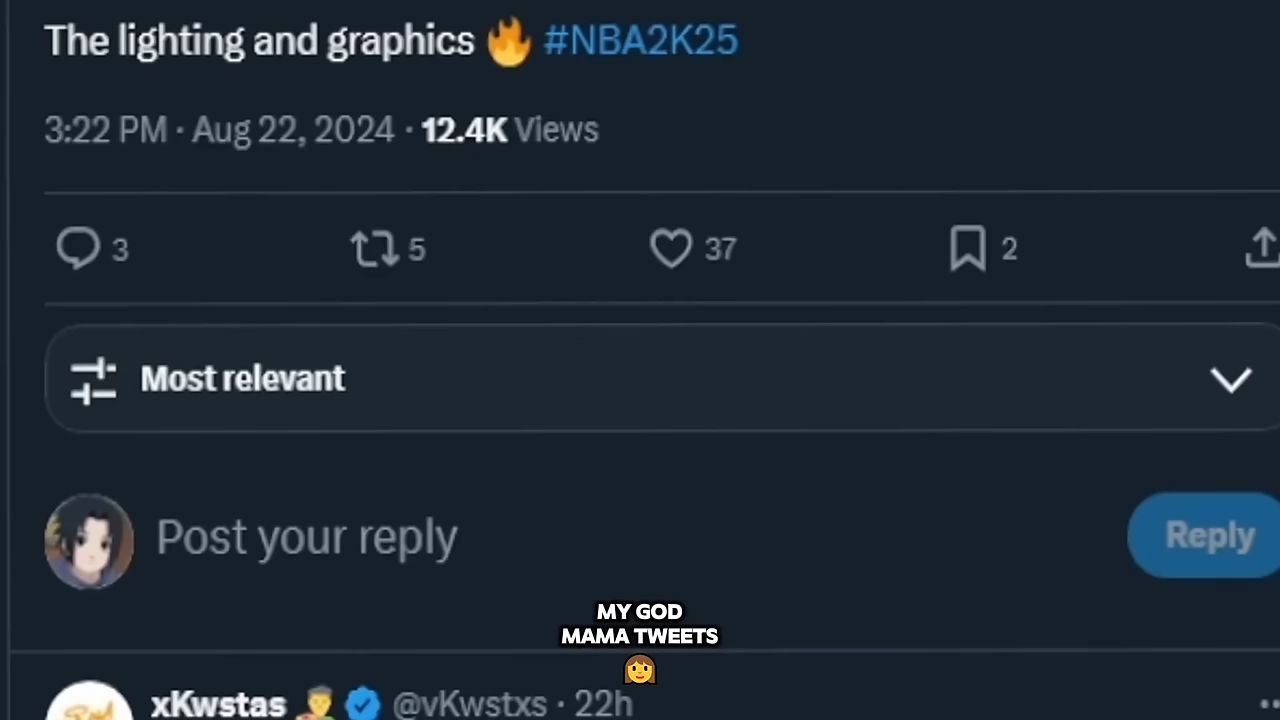 The lighting and graphics 🔥 #NBA2K25
3:22 PM · Aug 22, 2024 · 12.4K Views
3 5 37 2
Most relevant
Post your reply
Reply
MY GOD
MAMA TWEETS
xKwstas @vKwstxs · 22h